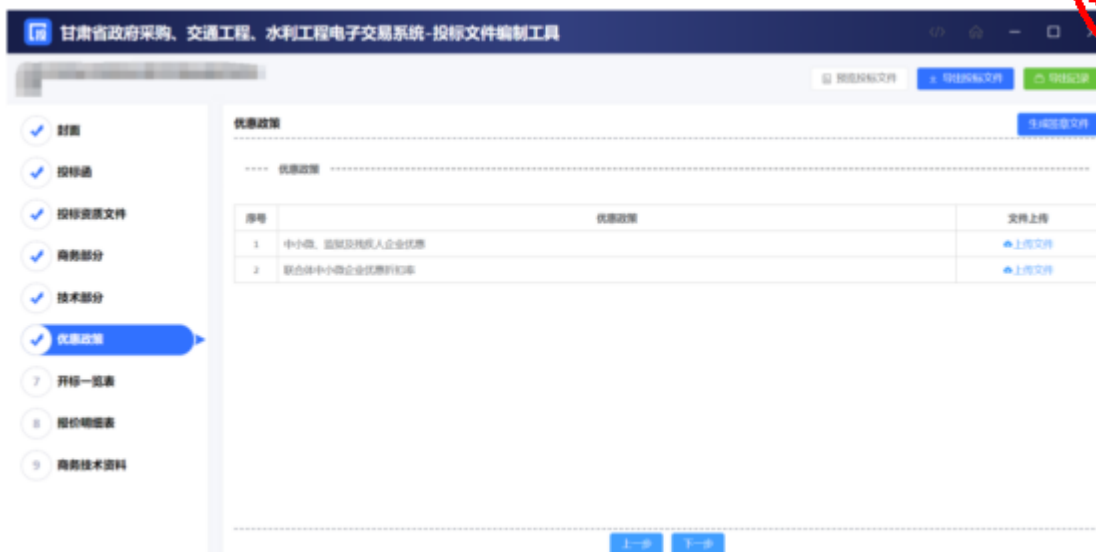 甘肃省政府采购、交通工程、水利工程电子交易系统-投标文件编制工具
预览投标文件
导出投标文件
导出记录
封面
投标函
投标资质文件
商务部分
技术部分
优惠政策
7 开标一览表
8 报价明细表
9 商务技术资料
优惠政策
生成签章文件
优惠政策
序号 优惠政策 文件上传
1 中小微、监狱及残疾人企业优惠 上传文件
2 联合体中小微企业优惠折扣率 上传文件
上一步 下一步